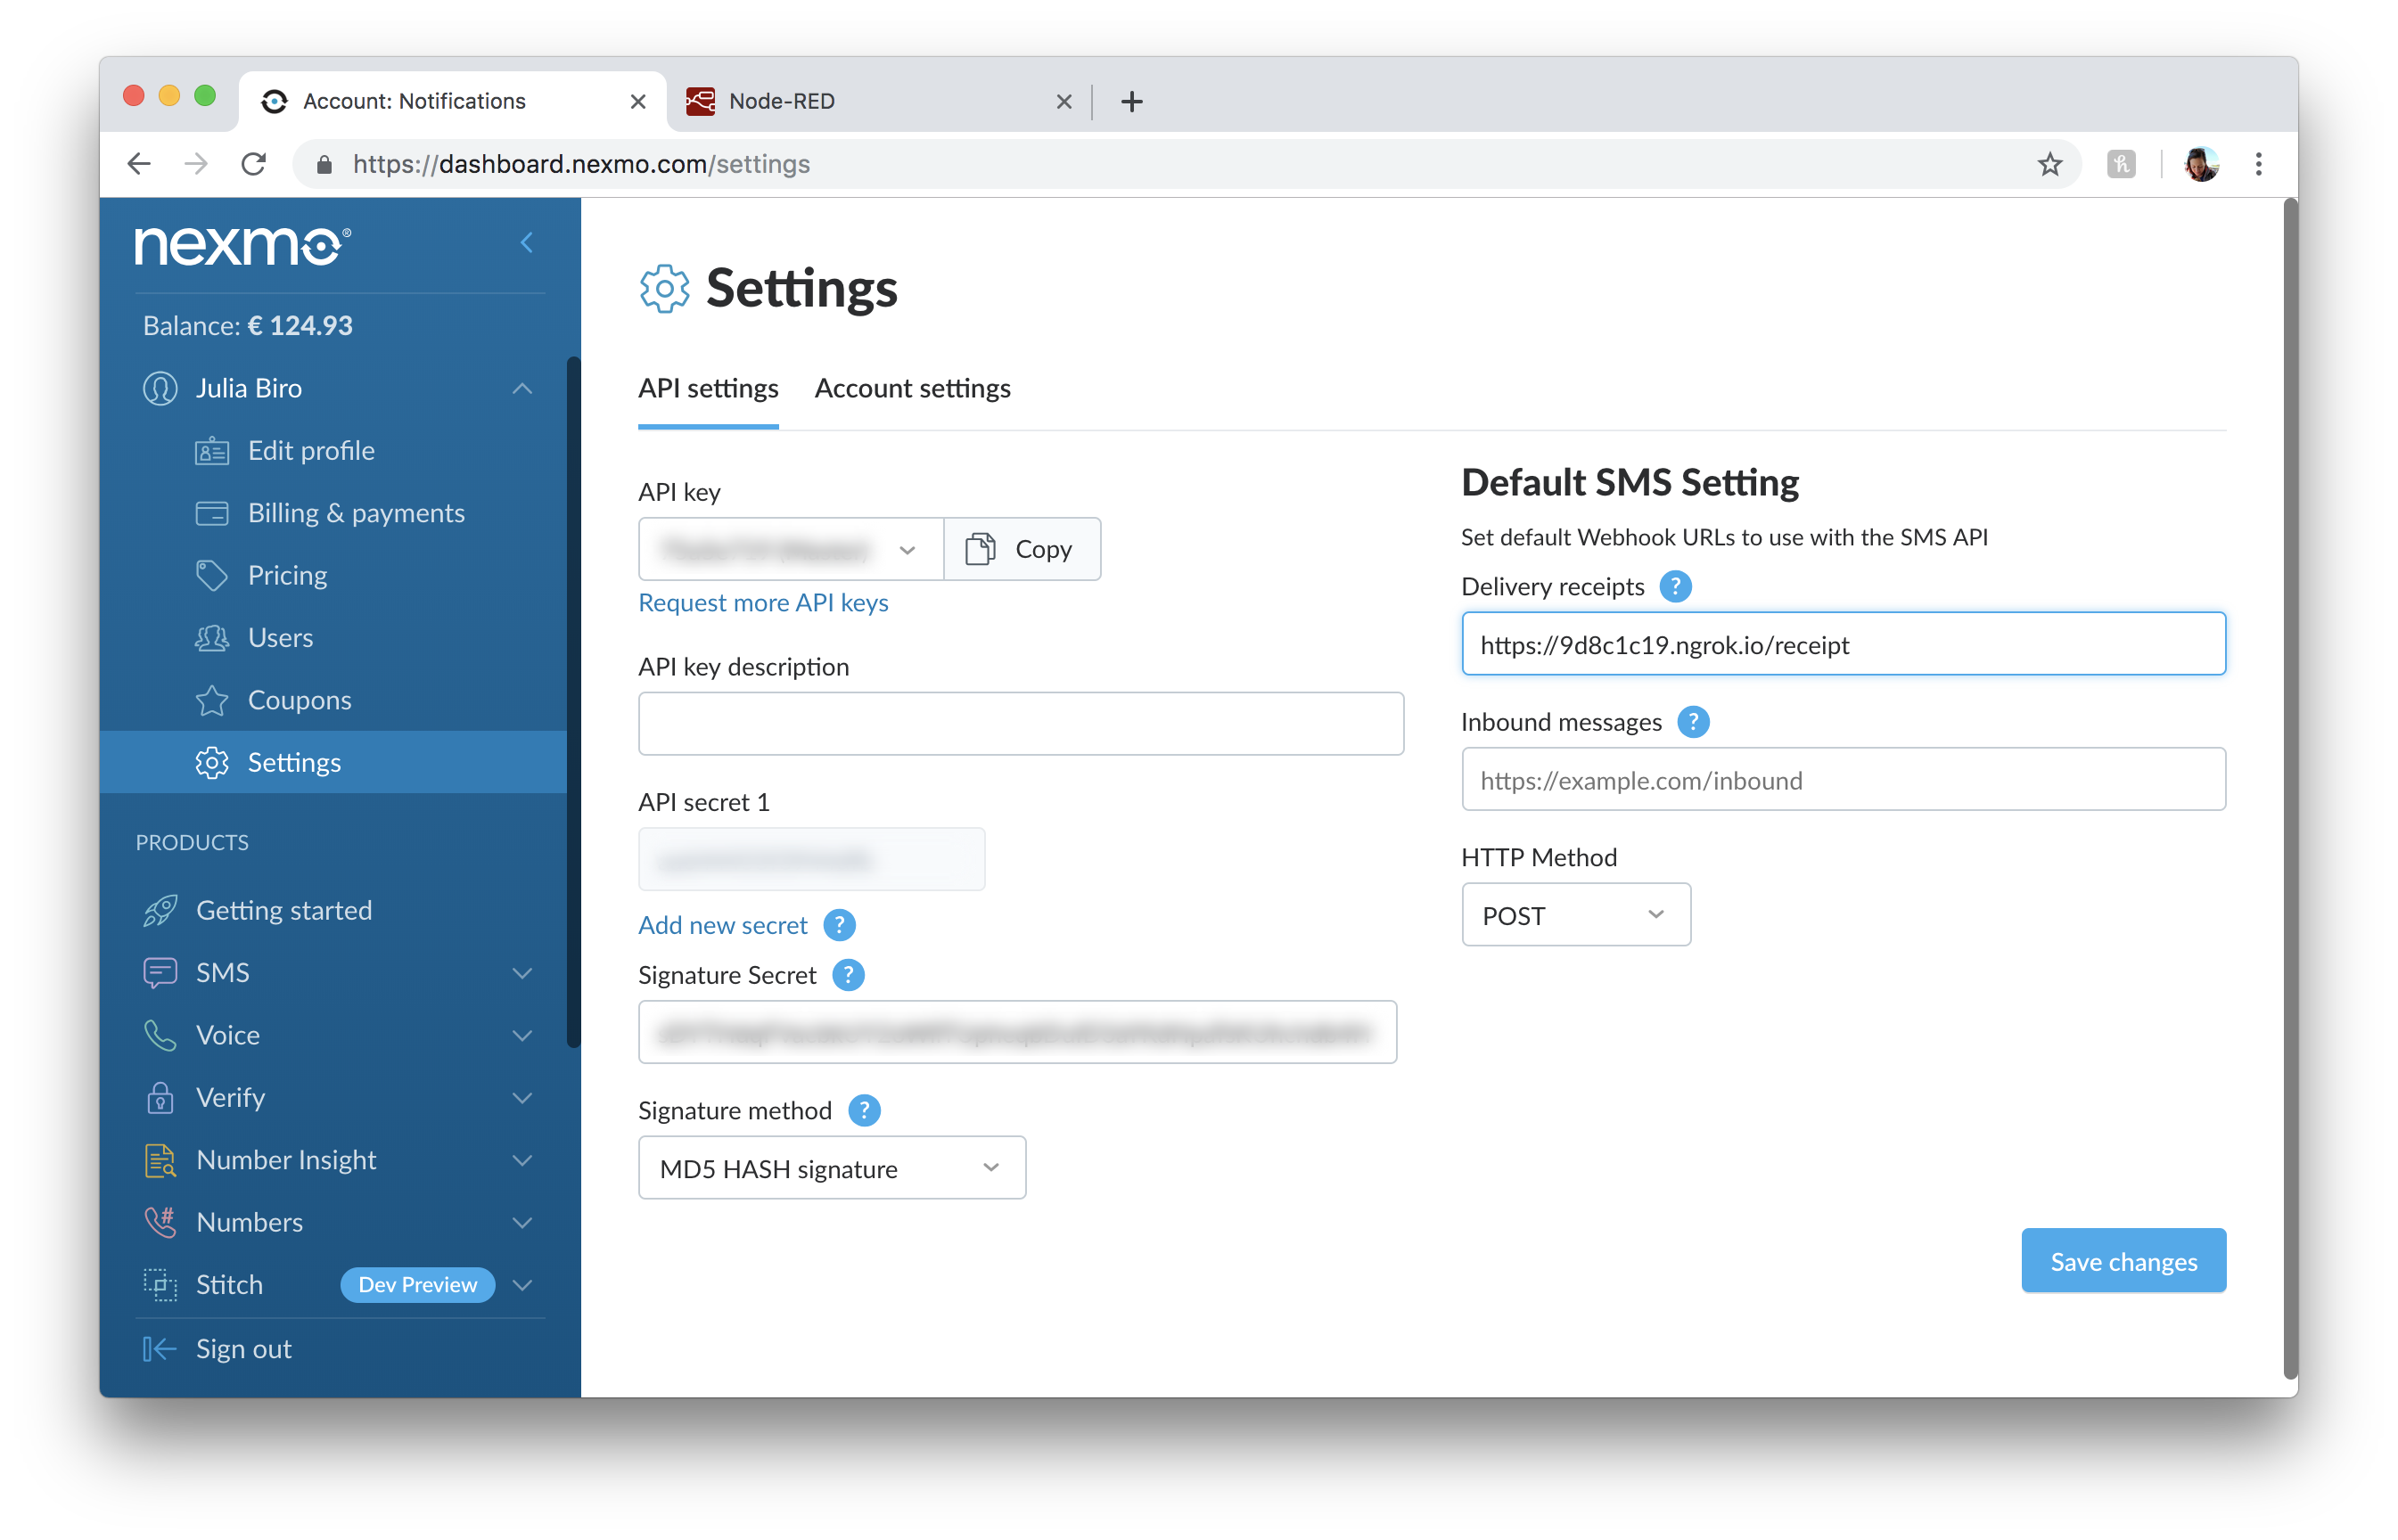 Account: Notifications
Node-RED
https://dashboard.nexmo.com/settings
nexmo®
Balance: € 124.93
Julia Biro
Edit profile
Billing & payments
Pricing
Users
Coupons
Settings
PRODUCTS
Getting started
SMS
Voice
Verify
Number Insight
Numbers
Stitch
Dev Preview
Sign out
Settings
API settings
Account settings
API key
Copy
Request more API keys
API key description
API secret 1
Add new secret ?
Signature Secret ?
Signature method ?
MD5 HASH signature
Default SMS Setting
Set default Webhook URLs to use with the SMS API
Delivery receipts ?
https://9d8c1c19.ngrok.io/receipt
Inbound messages ?
https://example.com/inbound
HTTP Method
POST
Save changes